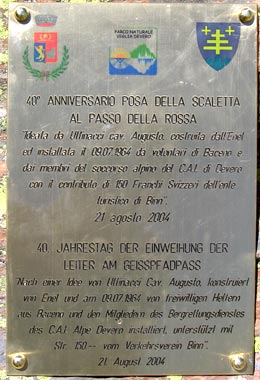 PARCO NATURALE
VEGLIA DEVERO
40° ANNIVERSARIO POSA DELLA SCALETTA
AL PASSO DELLA ROSSA
"Ideata da Uttinacci cav. Augusto, costruita dall'Enel
ed installata il 09.07.1964 da volontari di Baceno e
dai membri del soccorso alpino del C.A.I. di Devero
con il contributo di 150 Franchi Svizzeri dell'ente
turistico di Binn".
21 agosto 2004
40. JAHRESTAG DER EINWEIHUNG DER
LEITER AM GEISSPFADPASS
"Nach einer Idee von Uttinacci Cav. Augusto, konstruiert
von Enel und am 09.07.1964 von freiwilligen Helfern
aus Baceno und den Mitgliedern des Bergrettungsdienstes
des C.A.I. Alpe Devero installiert, unterstützt mit
Str. 150.-- vom Verkehrsverein Binn".
21. August 2004